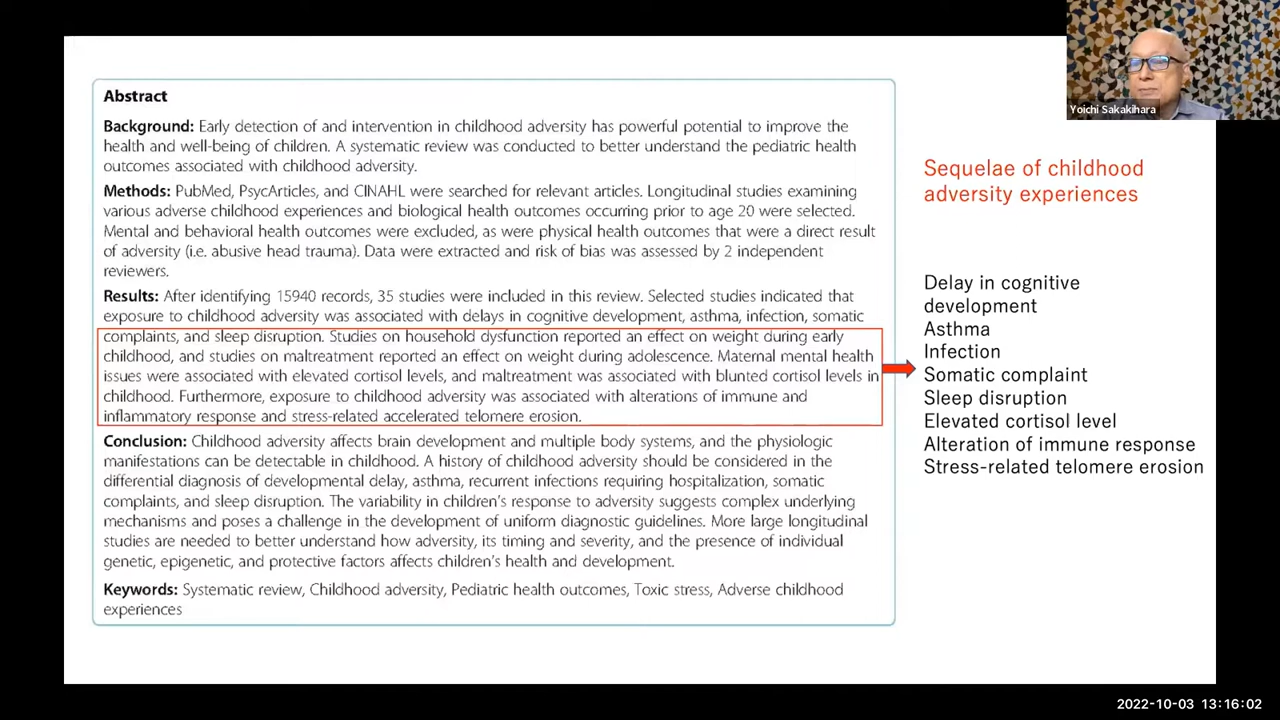 Abstract
Background: Early detection of and intervention in childhood adversity has powerful potential to improve the
health and well-being of children. A systematic review was conducted to better understand the pediatric health
outcomes associated with childhood adversity.
Methods: PubMed, PsycArticles, and CINAHL were searched for relevant articles. Longitudinal studies examining
various adverse childhood experiences and biological health outcomes occurring prior to age 20 were selected.
Mental and behavioral health outcomes were excluded, as were physical health outcomes that were a direct result
of adversity (i.e. abusive head trauma). Data were extracted and risk of bias was assessed by 2 independent
reviewers.
Results: After identifying 15940 records, 35 studies were included in this review. Selected studies indicated that
exposure to childhood adversity was associated with delays in cognitive development, asthma, infection, somatic
complaints, and sleep disruption. Studies on household dysfunction reported an effect on weight during early
childhood, and studies on maltreatment reported an effect on weight during adolescence. Maternal mental health
issues were associated with elevated cortisol levels, and maltreatment was associated with blunted cortisol levels in
childhood. Furthermore, exposure to childhood adversity was associated with alterations of immune and
inflammatory response and stress-related accelerated telomere erosion.
Conclusion: Childhood adversity affects brain development and multiple body systems, and the physiologic
manifestations can be detectable in childhood. A history of childhood adversity should be considered in the
differential diagnosis of developmental delay, asthma, recurrent infections requiring hospitalization, somatic
complaints, and sleep disruption. The variability in children's response to adversity suggests complex underlying
mechanisms and poses a challenge in the development of uniform diagnostic guidelines. More large longitudinal
studies are needed to better understand how adversity, its timing and severity, and the presence of individual
genetic, epigenetic, and protective factors affects children's health and development.
Keywords: Systematic review, Childhood adversity, Pediatric health outcomes, Toxic stress, Adverse childhood
experiences
Yoichi Sakakihara
Sequelae of childhood
adversity experiences
Delay in cognitive
development
Asthma
Infection
Somatic complaint
Sleep disruption
Elevated cortisol level
Alteration of immune response
Stress-related telomere erosion
2022-10-03 13:16:02